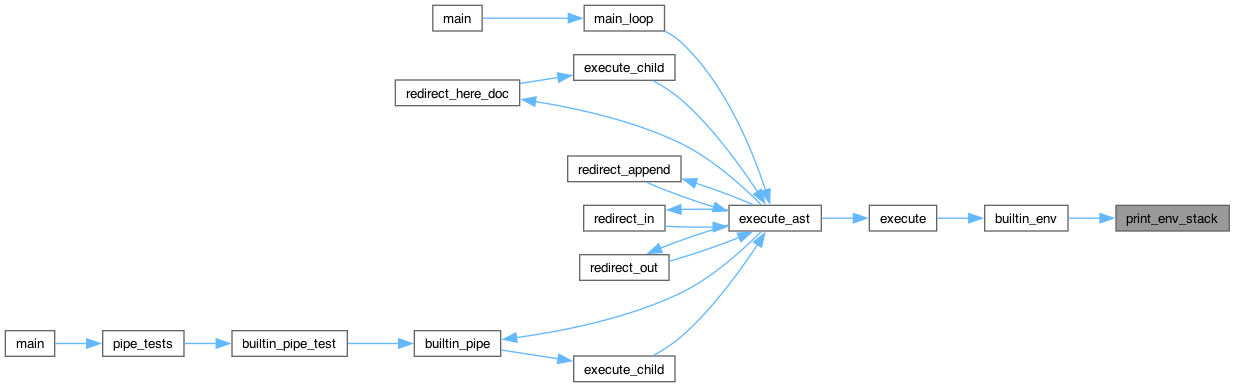 main
main_loop
execute_child
redirect_here_doc
redirect_append
redirect_in
execute_ast
execute
builtin_env
print_env_stack
redirect_out
main
pipe_tests
builtin_pipe_test
builtin_pipe
execute_child